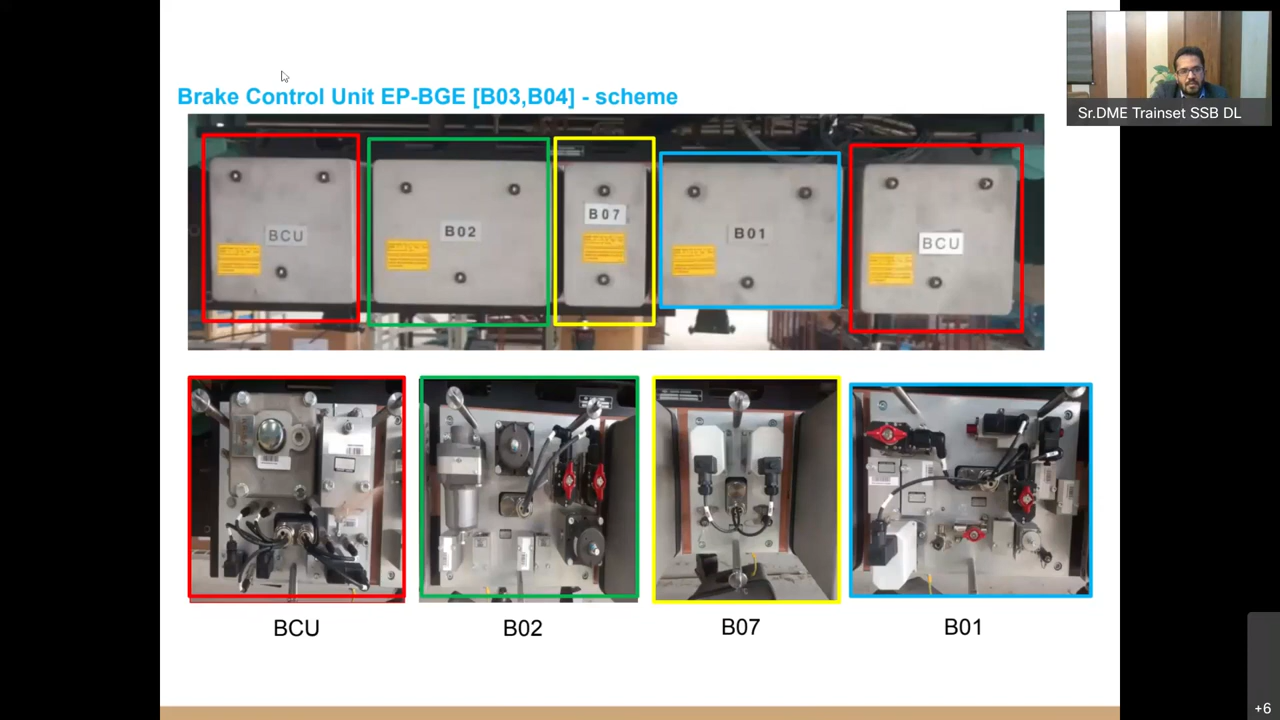 Sr.DME Trainset SSB DL
Brake Control Unit EP-BGE [B03,B04] - scheme
BCU
B02
B07
B01
BCU
BCU
B02
B07
B01
+6